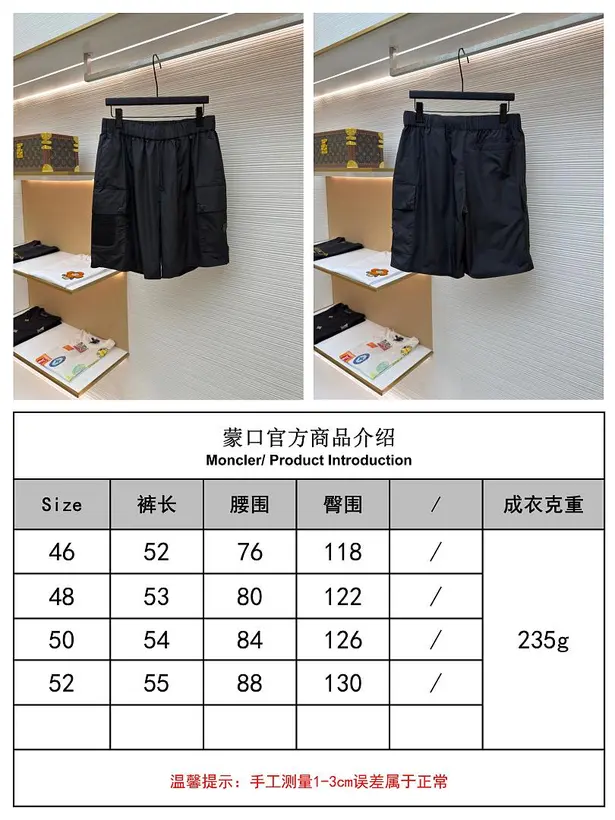 蒙口官方商品介绍
Moncler/ Product Introduction
Size 裤长 腰围 臀围 / 成衣克重
46 52 76 118 /
48 53 80 122 /
50 54 84 126 /
52 55 88 130 /
235g
温馨提示：手工测量1-3cm误差属于正常